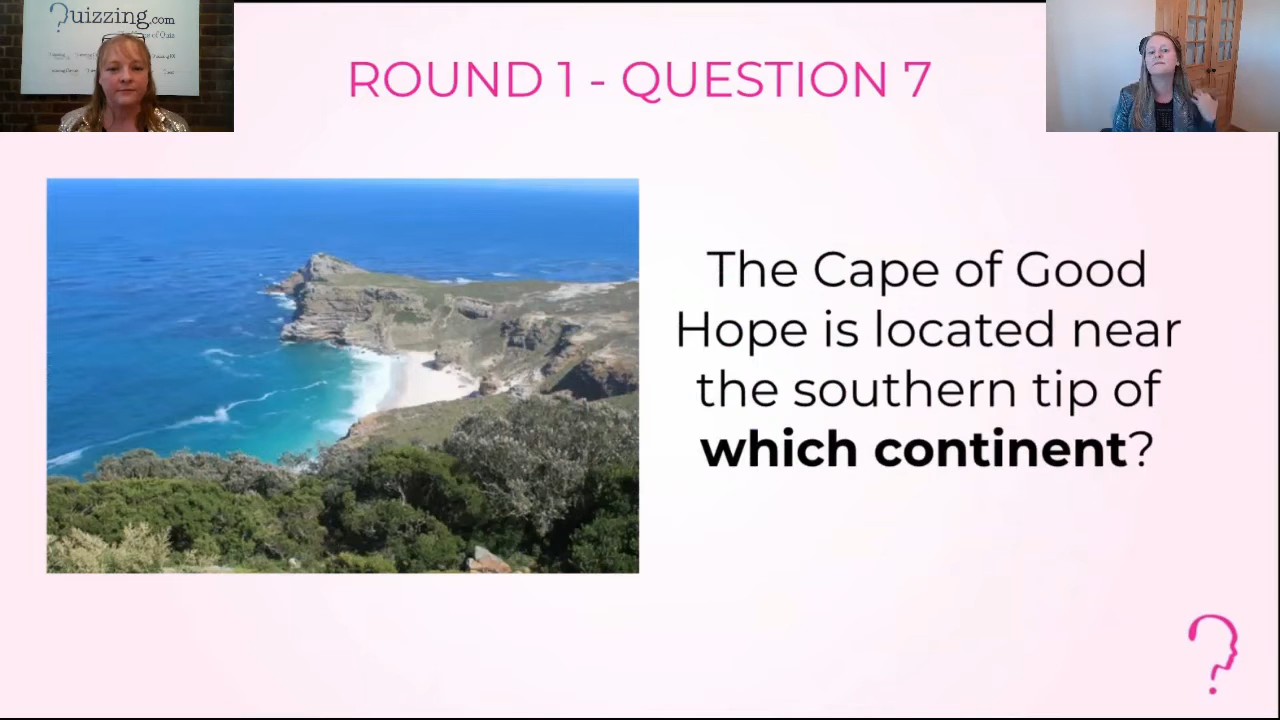 Quizzing.com
ROUND 1 - QUESTION 7
The Cape of Good
Hope is located near
the southern tip of
which continent?